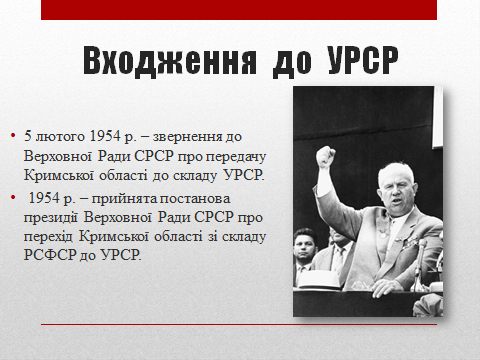 Входження до УРСР
• 5 лютого 1954 р. – звернення до
Верховної Ради СРСР про передачу
Кримської області до складу УРСР.
• 1954 р. – прийнята постанова
президії Верховної Ради СРСР про
перехід Кримської області зі складу
РСФСР до УРСР.